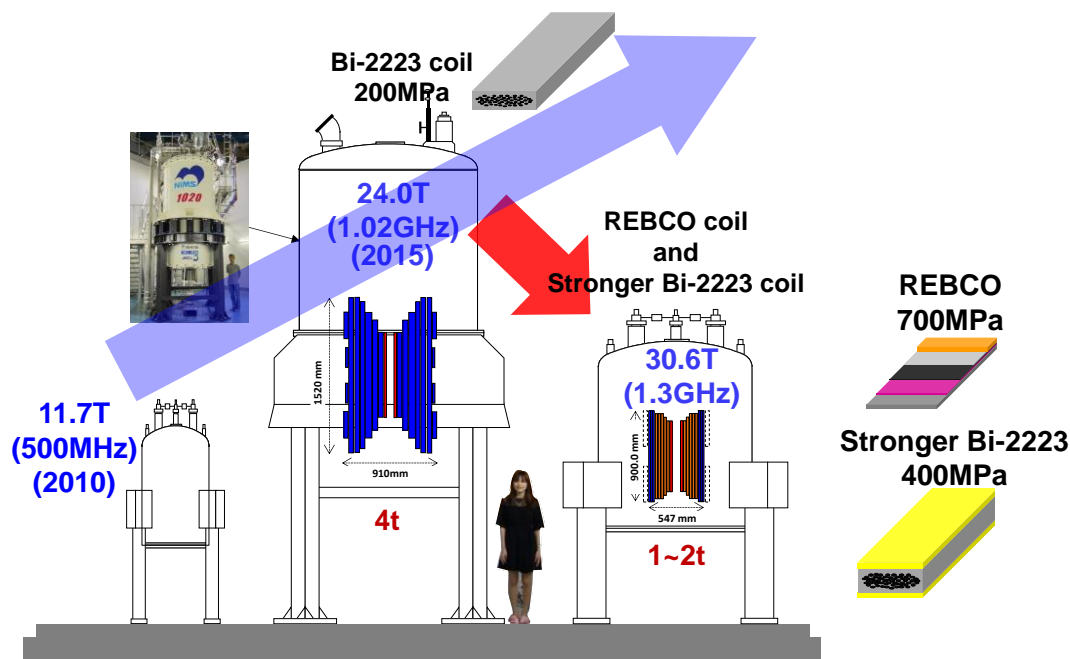 Bi-2223 coil
200MPa
NIMS
1020
24.0T
(1.02GHz)
(2015)
REBCO coil
and
Stronger Bi-2223 coil
REBCO
700MPa
30.6T
(1.3GHz)
11.7T
(500MHz)
(2010)
1520 mm
910mm
900.0 mm
547 mm
Stronger Bi-2223
400MPa
4t
1~2t